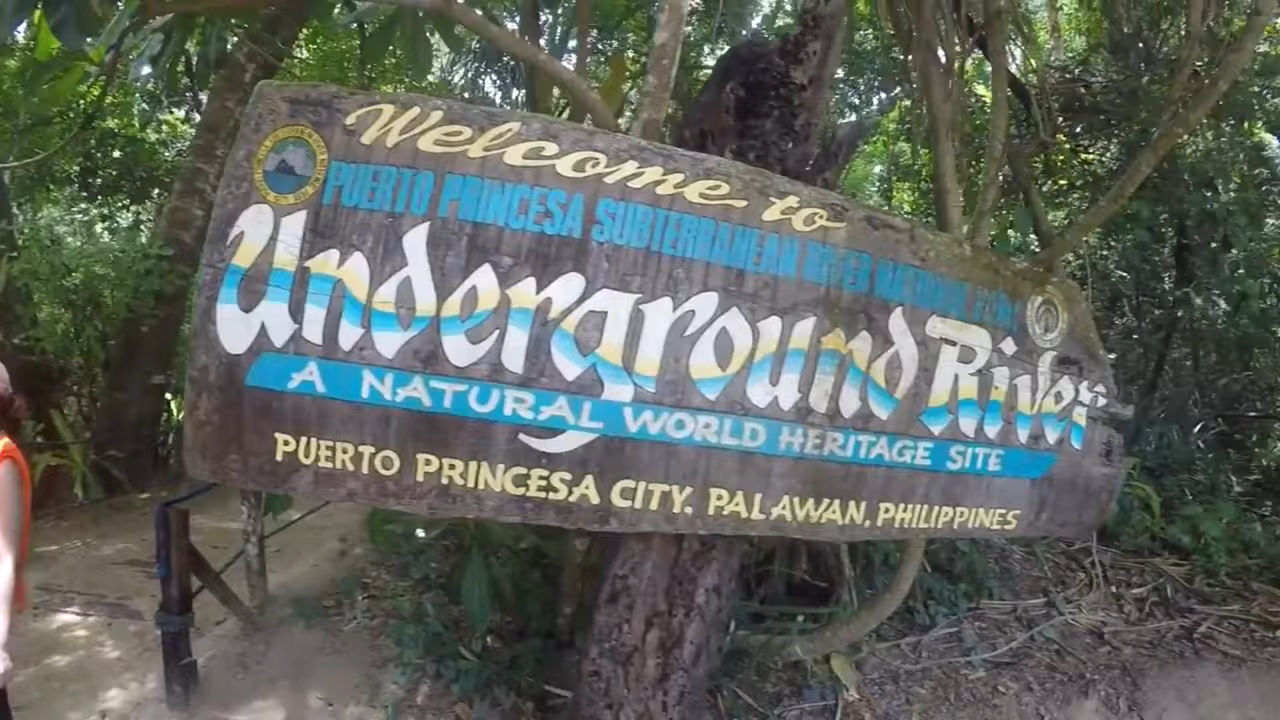 Welcome to
PUERTO PRINCESA SUBTERRANEAN RIVER NATIONAL PARK
Underground River
A NATURAL WORLD HERITAGE SITE
PUERTO PRINCESA CITY, PALAWAN, PHILIPPINES